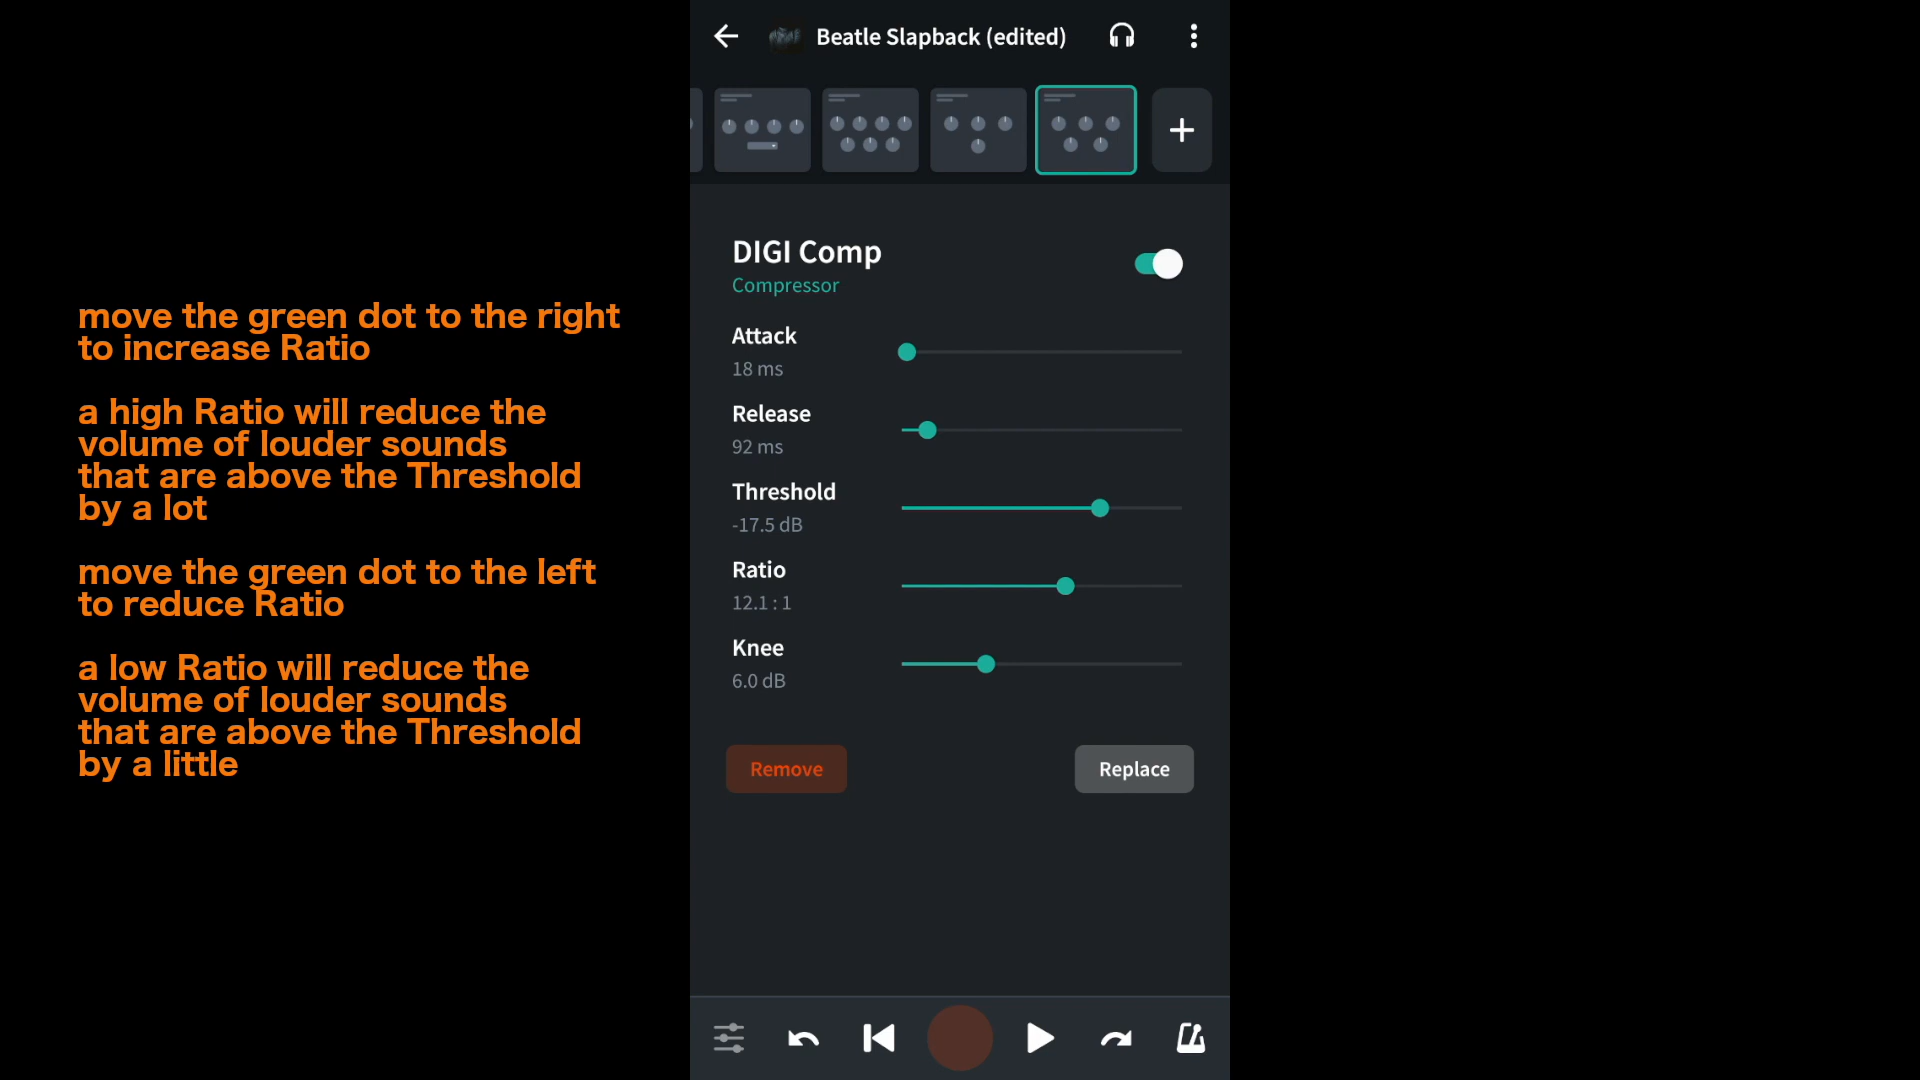 move the green dot to the right
to increase Ratio
a high Ratio will reduce the
volume of louder sounds
that are above the Threshold
by a lot
move the green dot to the left
to reduce Ratio
a low Ratio will reduce the
volume of louder sounds
that are above the Threshold
by a little
Beatle Slapback (edited)
DIGI Comp
Compressor
Attack
18 ms
Release
92 ms
Threshold
-17.5 dB
Ratio
12.1 : 1
Knee
6.0 dB
Remove
Replace